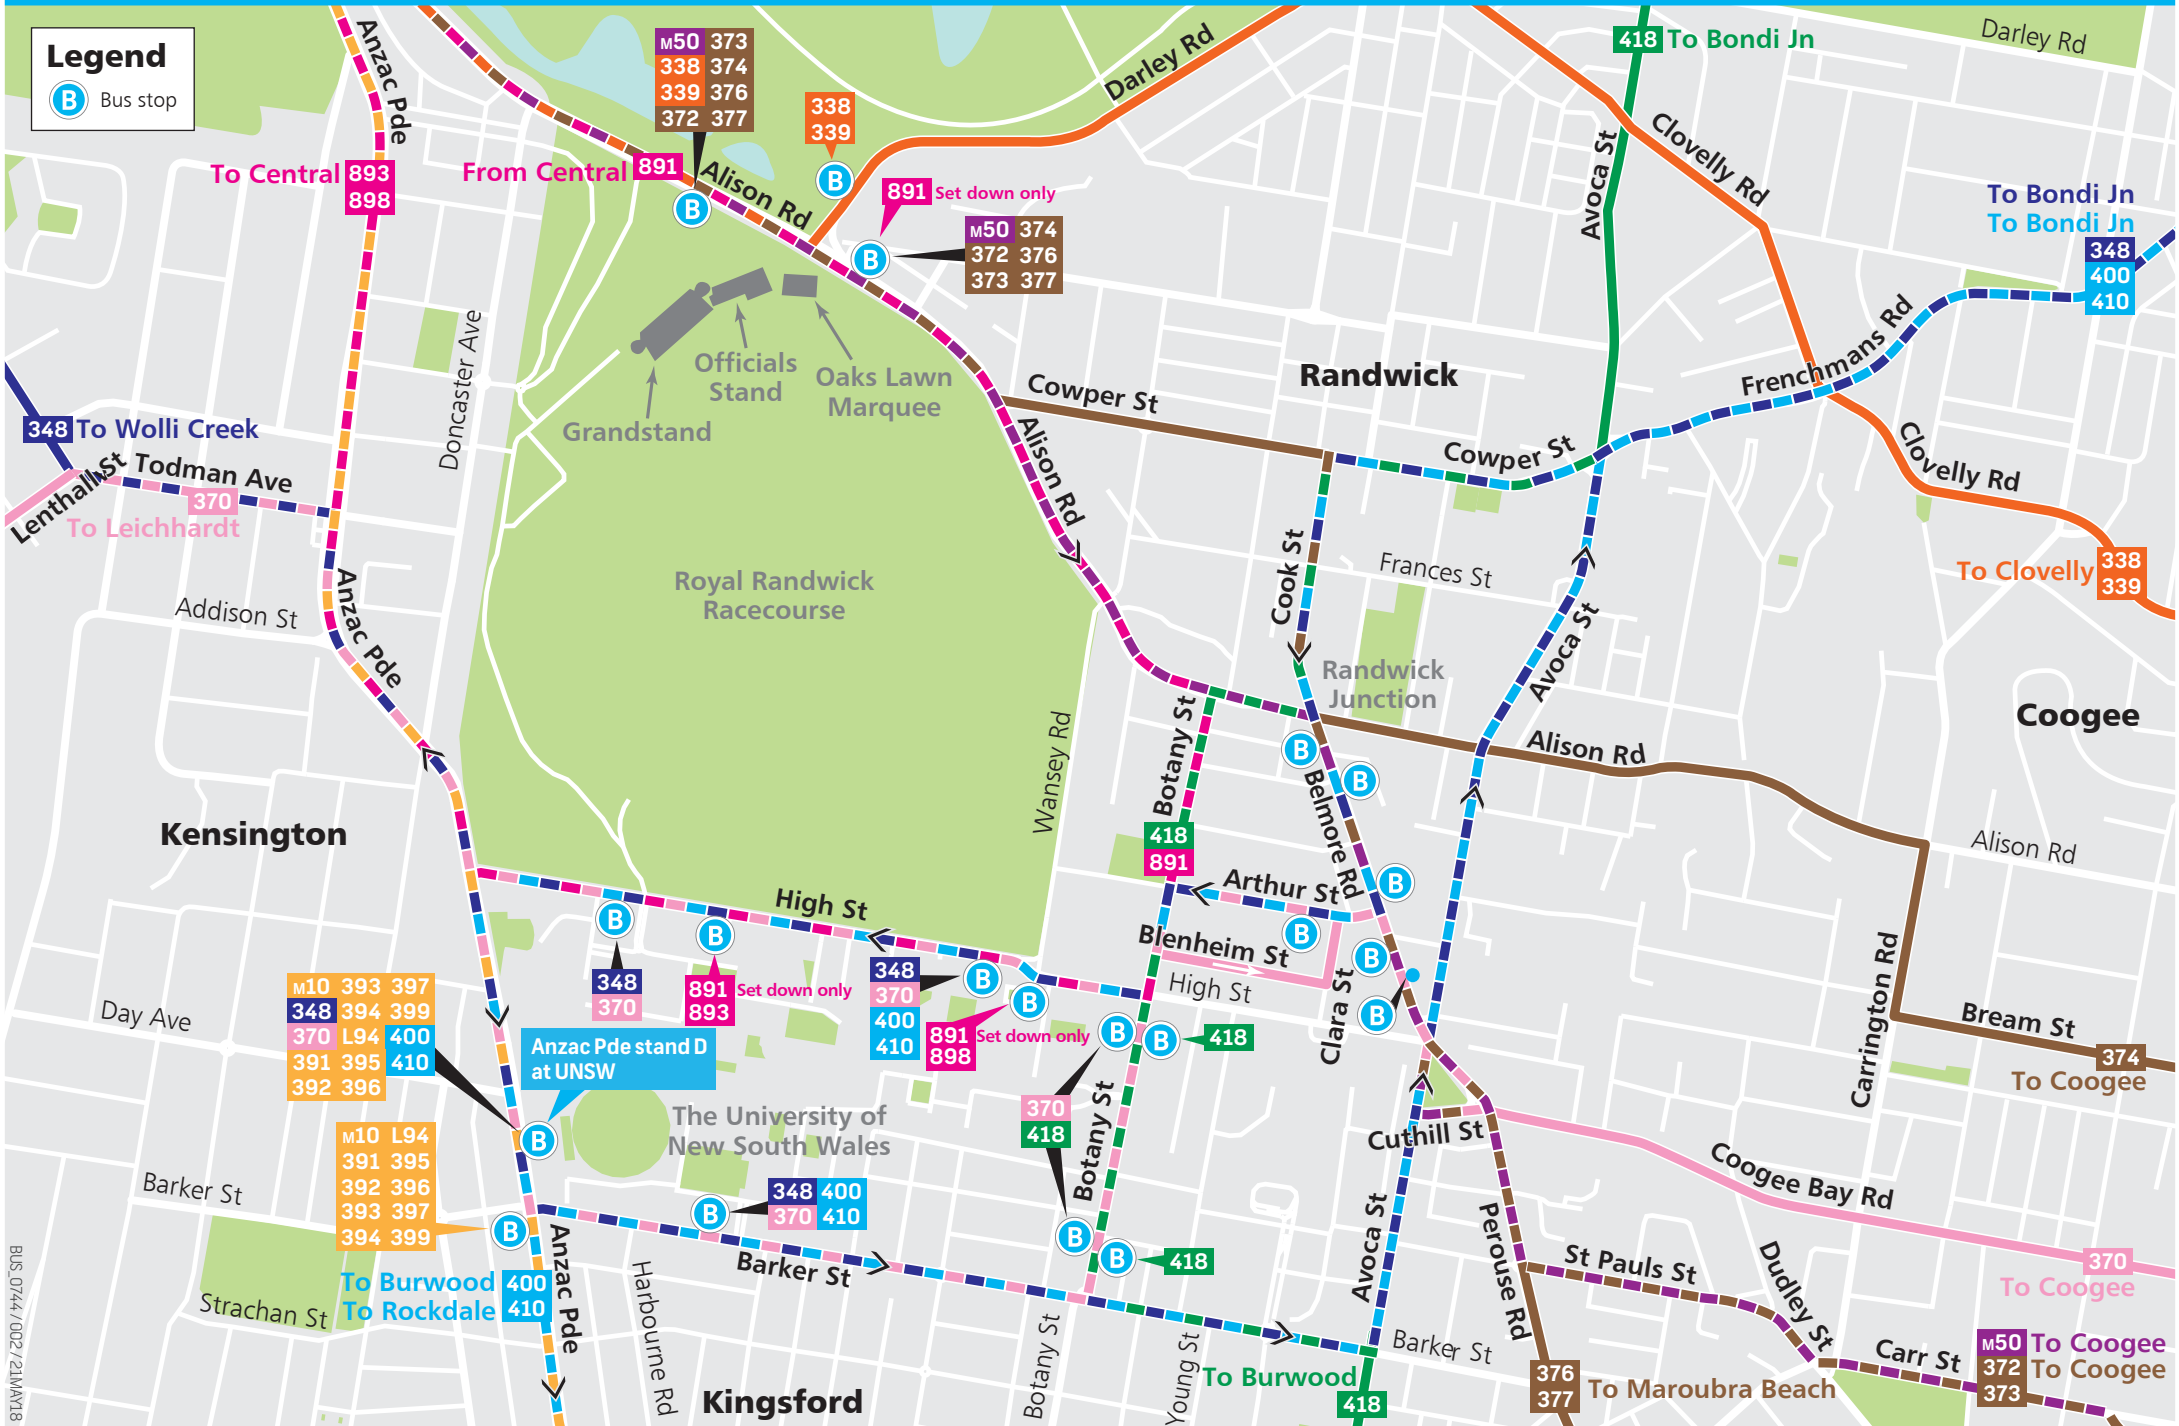 Legend
B Bus stop
Anzac Pde
To Central 893
898
From Central 891
M50 373
338 374
339 376
372 377
B
338
339
B
Alison Rd
Darley Rd
891 Set down only
B
M50 374
372 376
373 377
418 To Bondi Jn
Darley Rd
Avoca St
Clovelly Rd
To Bondi Jn
To Bondi Jn
348
400
410
Frenchmans Rd
Doncaster Ave
Officials
Stand
Oaks Lawn
Marquee
Grandstand
Randwick
Cowper St
Cowper St
Clovelly Rd
348 To Wolli Creek
Lenthall St
Todman Ave
370
To Leichhardt
Alison Rd
Royal Randwick
Racecourse
Cook St
Frances St
Avoca St
To Clovelly 338
339
Addison St
Anzac Pde
Randwick
Junction
Coogee
Wansey Rd
Botany St
Alison Rd
B
B
Belmore Rd
Kensington
418
891
Alison Rd
Arthur St
B
B
B
Blenheim St
High St
High St
Clara St
B
B
B
348
370
891 Set down only
893
348
370
400
410
B
B
891 Set down only
898
B
B
418
M10 393 397
348 394 399
370 L94 400
391 395 410
392 396
Day Ave
Anzac Pde stand D
at UNSW
B
Carrington Rd
Bream St
374
To Coogee
The University of
New South Wales
370
418
Botany St
Cuthill St
Coogee Bay Rd
M10 L94
391 395
392 396
393 397
394 399
B
Barker St
B
348 400
370 410
B
B
418
Avoca St
Perouse Rd
St Pauls St
Dudley St
370
To Coogee
To Burwood 400
To Rockdale 410
Anzac Pde
Barker St
Strachan St
Harbourne Rd
Kingsford
Botany St
Young St
Barker St
To Burwood
418
376
377
To Maroubra Beach
Carr St
M50 To Coogee
372 To Coogee
373
BUS_0744 / 002 / 21MAY18